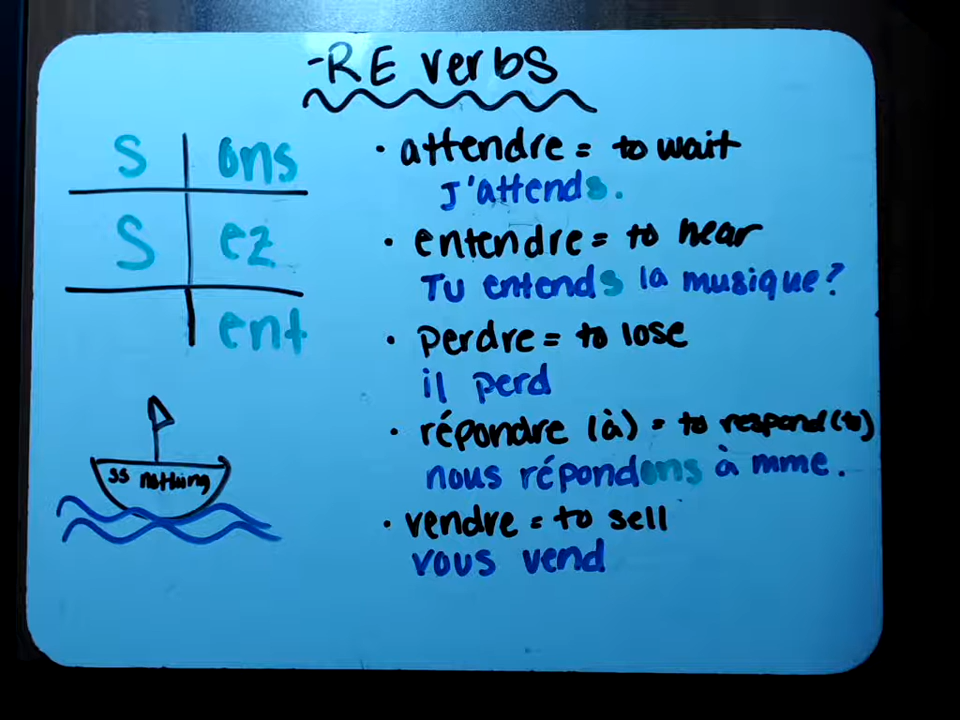 -RE verbs
s ons
s ez
ent
ss nothing
• attendre = to wait
J'attends.
• entendre = to hear
Tu entends la musique?
• perdre = to lose
il perd
• répondre (à) = to respond (to)
nous répondons à mme.
• vendre = to sell
vous vend